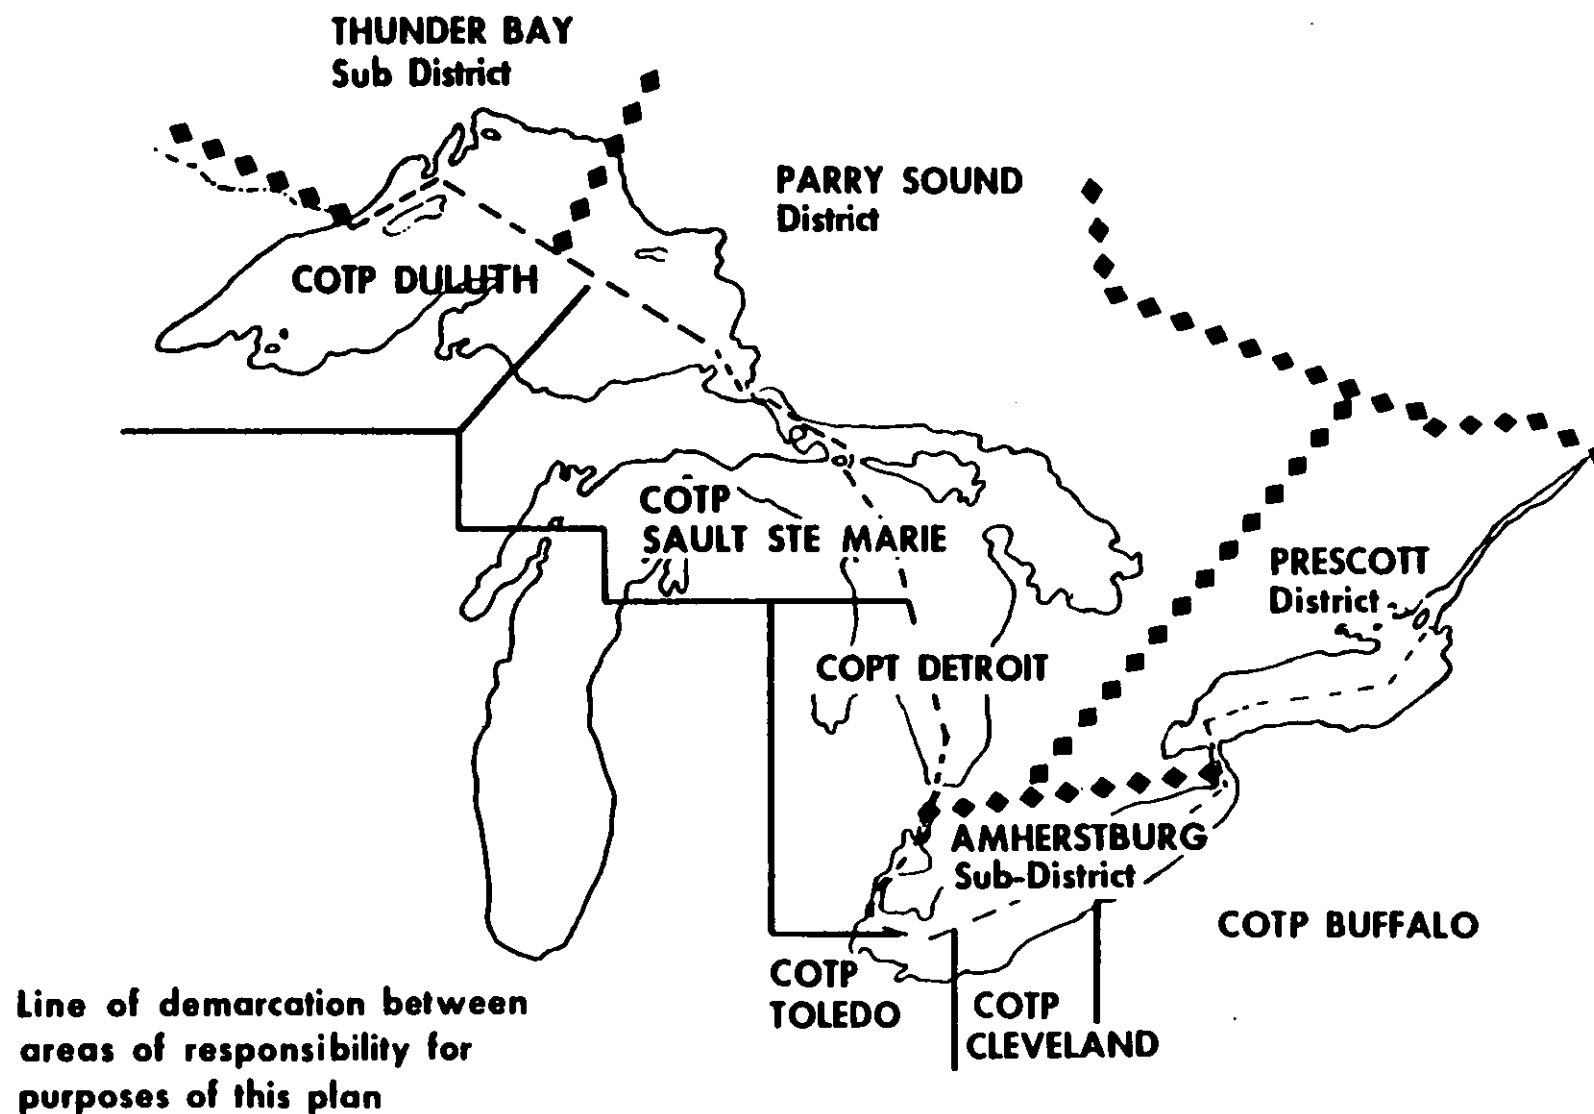 THUNDER BAY
Sub District
PARRY SOUND
District
COTP DULUTH
COTP
SAULT STE MARIE
PRESCOTT
District
COPT DETROIT
AMHERSTBURG
Sub-District
COTP BUFFALO
COTP
TOLEDO
COTP
CLEVELAND
Line of demarcation between
areas of responsibility for
purposes of this plan